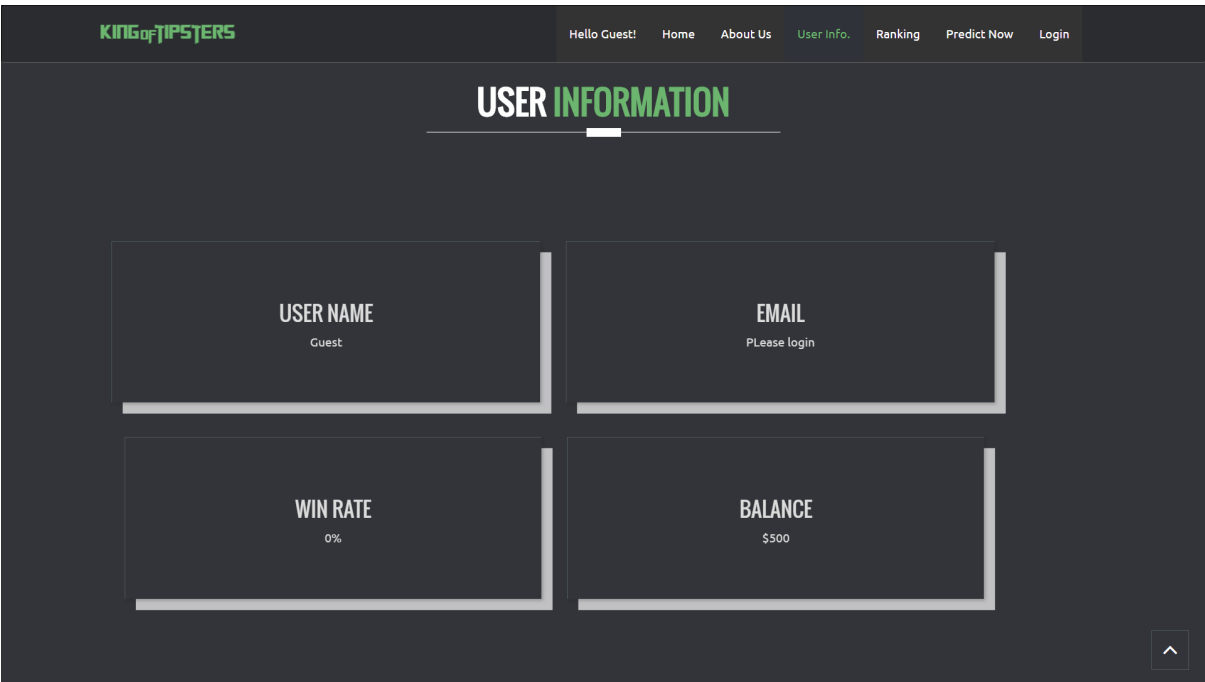 KINGOFTIPSTERS
Hello Guest! Home About Us User Info. Ranking Predict Now Login
USER INFORMATION
USER NAME
Guest
EMAIL
PLease login
WIN RATE
0%
BALANCE
$500